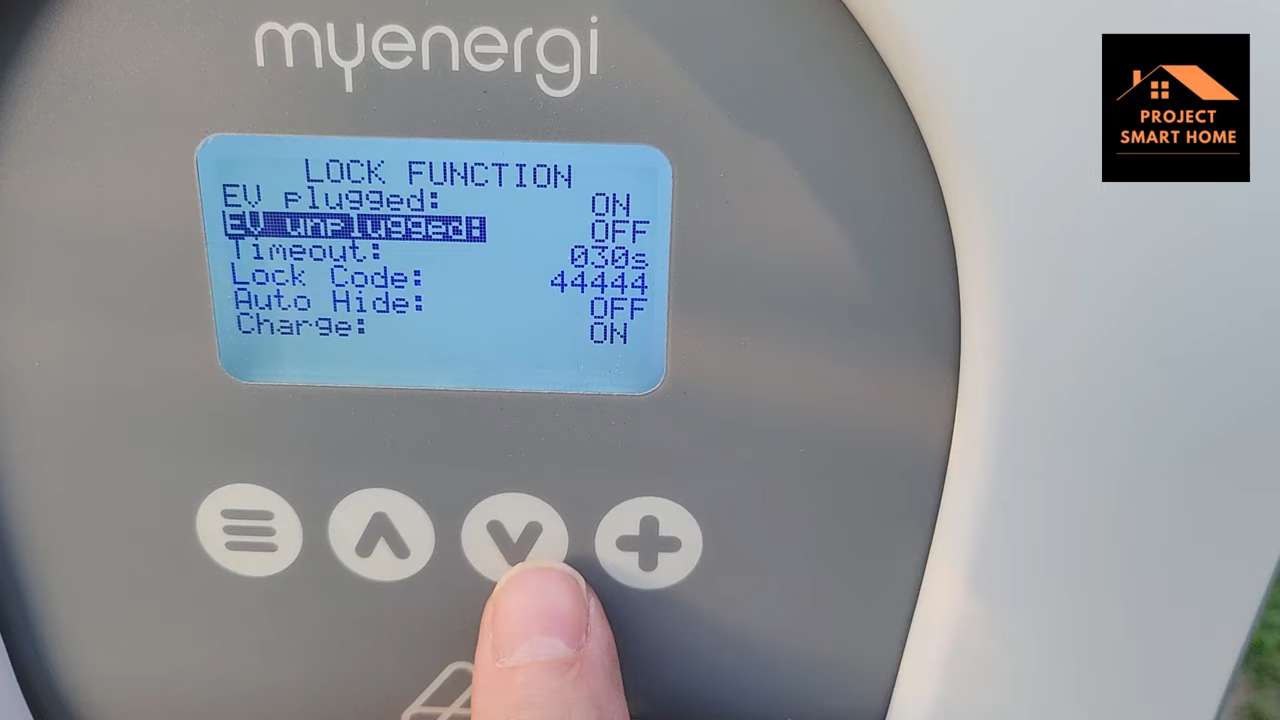 myenergi
PROJECT
SMART HOME
LOCK FUNCTION
EV plugged: ON
EV unplugged: OFF
Timeout: 030s
Lock Code: 44444
Auto Hide: OFF
Charge: ON